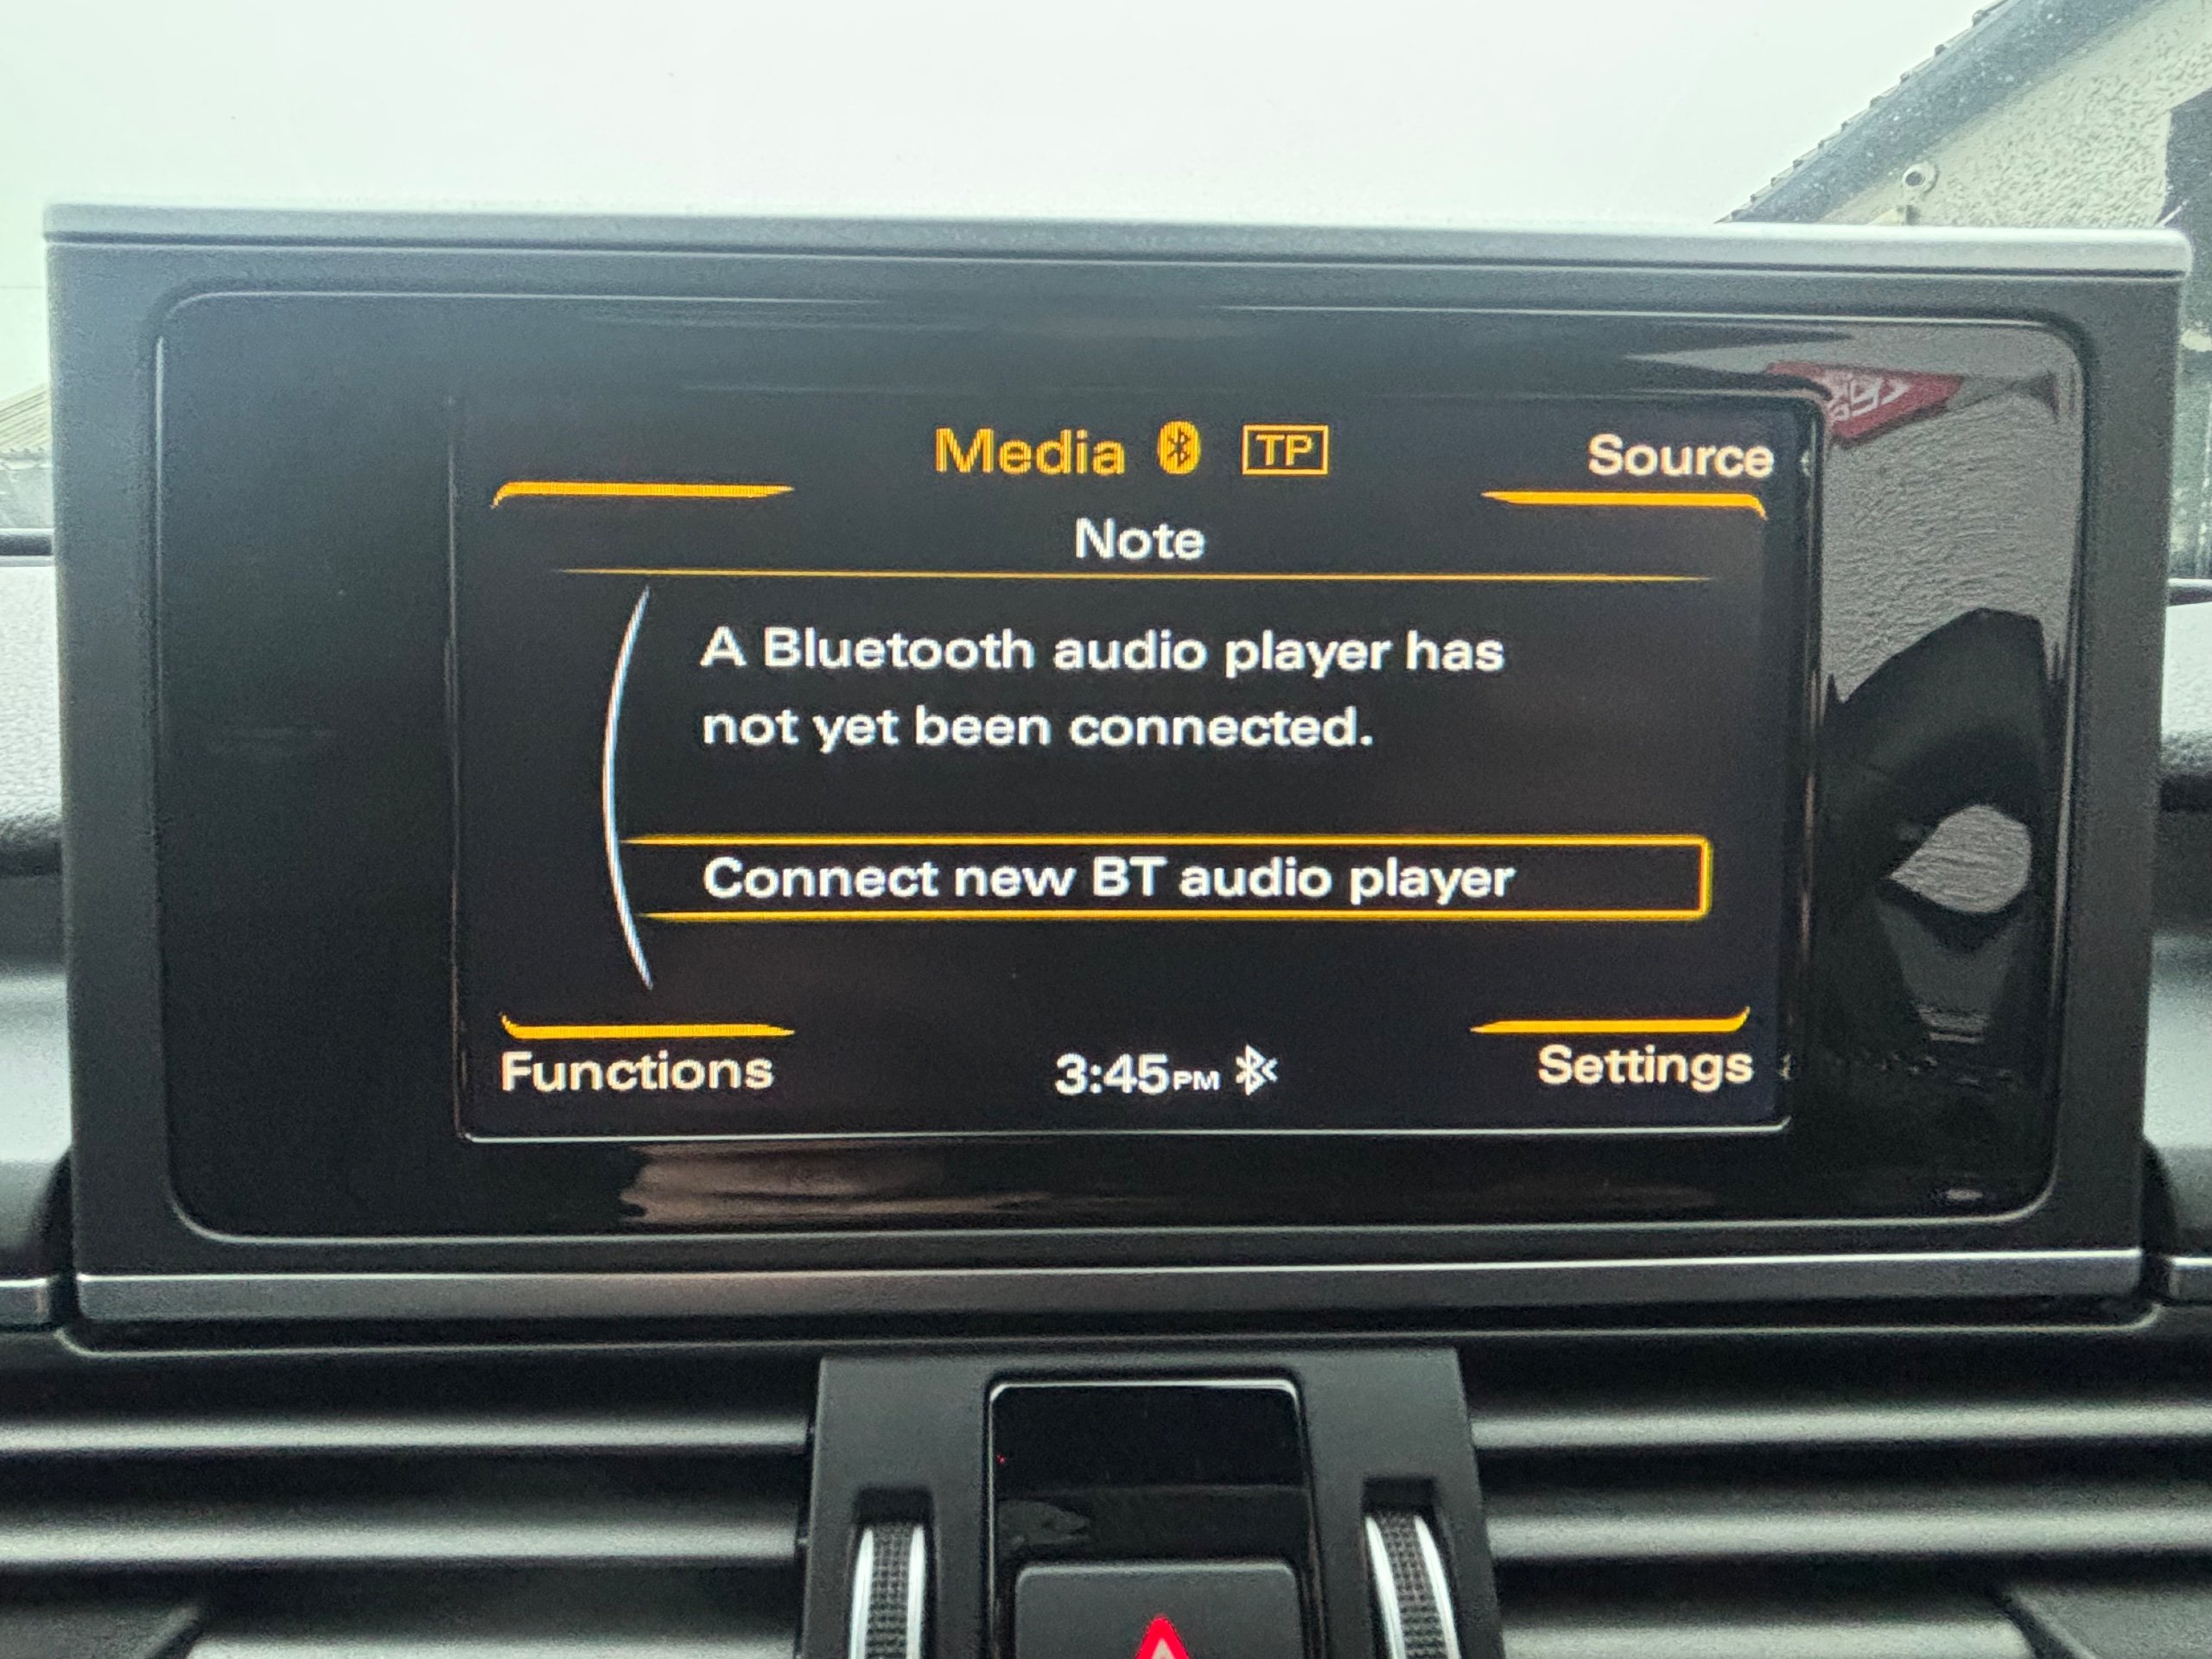 Media TP
Source
Note
A Bluetooth audio player has
not yet been connected.
Connect new BT audio player
Functions
3:45PM
Settings